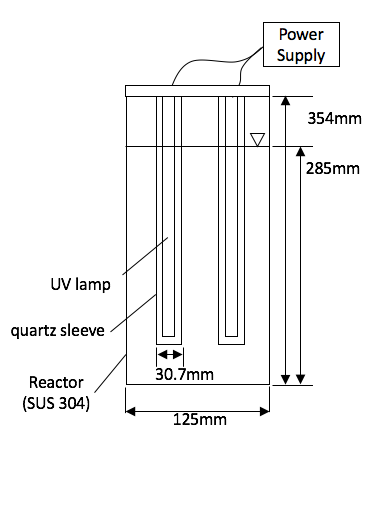 Power
Supply
354mm
285mm
UV lamp
quartz sleeve
30.7mm
Reactor
(SUS 304)
125mm